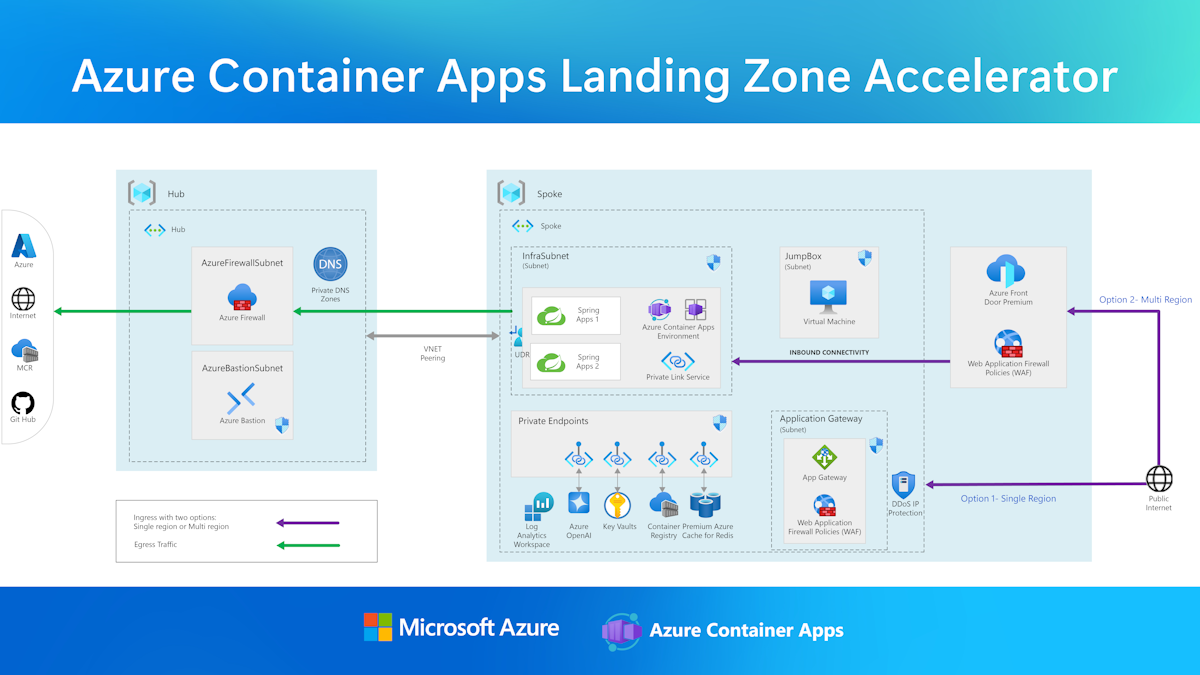 Azure Container Apps Landing Zone Accelerator
Azure
Internet
MCR
Git Hub
Hub
Hub
AzureFirewallSubnet
Azure Firewall
DNS
Private DNS
Zones
AzureBastionSubnet
Azure Bastion
VNET
Peering
Ingress with two options:
Single region or Multi region
Egress Traffic
Spoke
Spoke
InfraSubnet
(Subnet)
Spring
Apps 1
Spring
Apps 2
UDR
Azure Container Apps
Environment
Private Link Service
JumpBox
(Subnet)
Virtual Machine
INBOUND CONNECTIVITY
Azure Front
Door Premium
Web Application Firewall
Policies (WAF)
Option 2- Multi Region
Private Endpoints
Log
Analytics
Workspace
Azure
OpenAI
Key Vaults
Container
Registry
Premium Azure
Cache for Redis
Application Gateway
(Subnet)
App Gateway
Web Application
Firewall Policies (WAF)
DDoS IP
Protection
Option 1- Single Region
Public
Internet
Microsoft Azure
Azure Container Apps